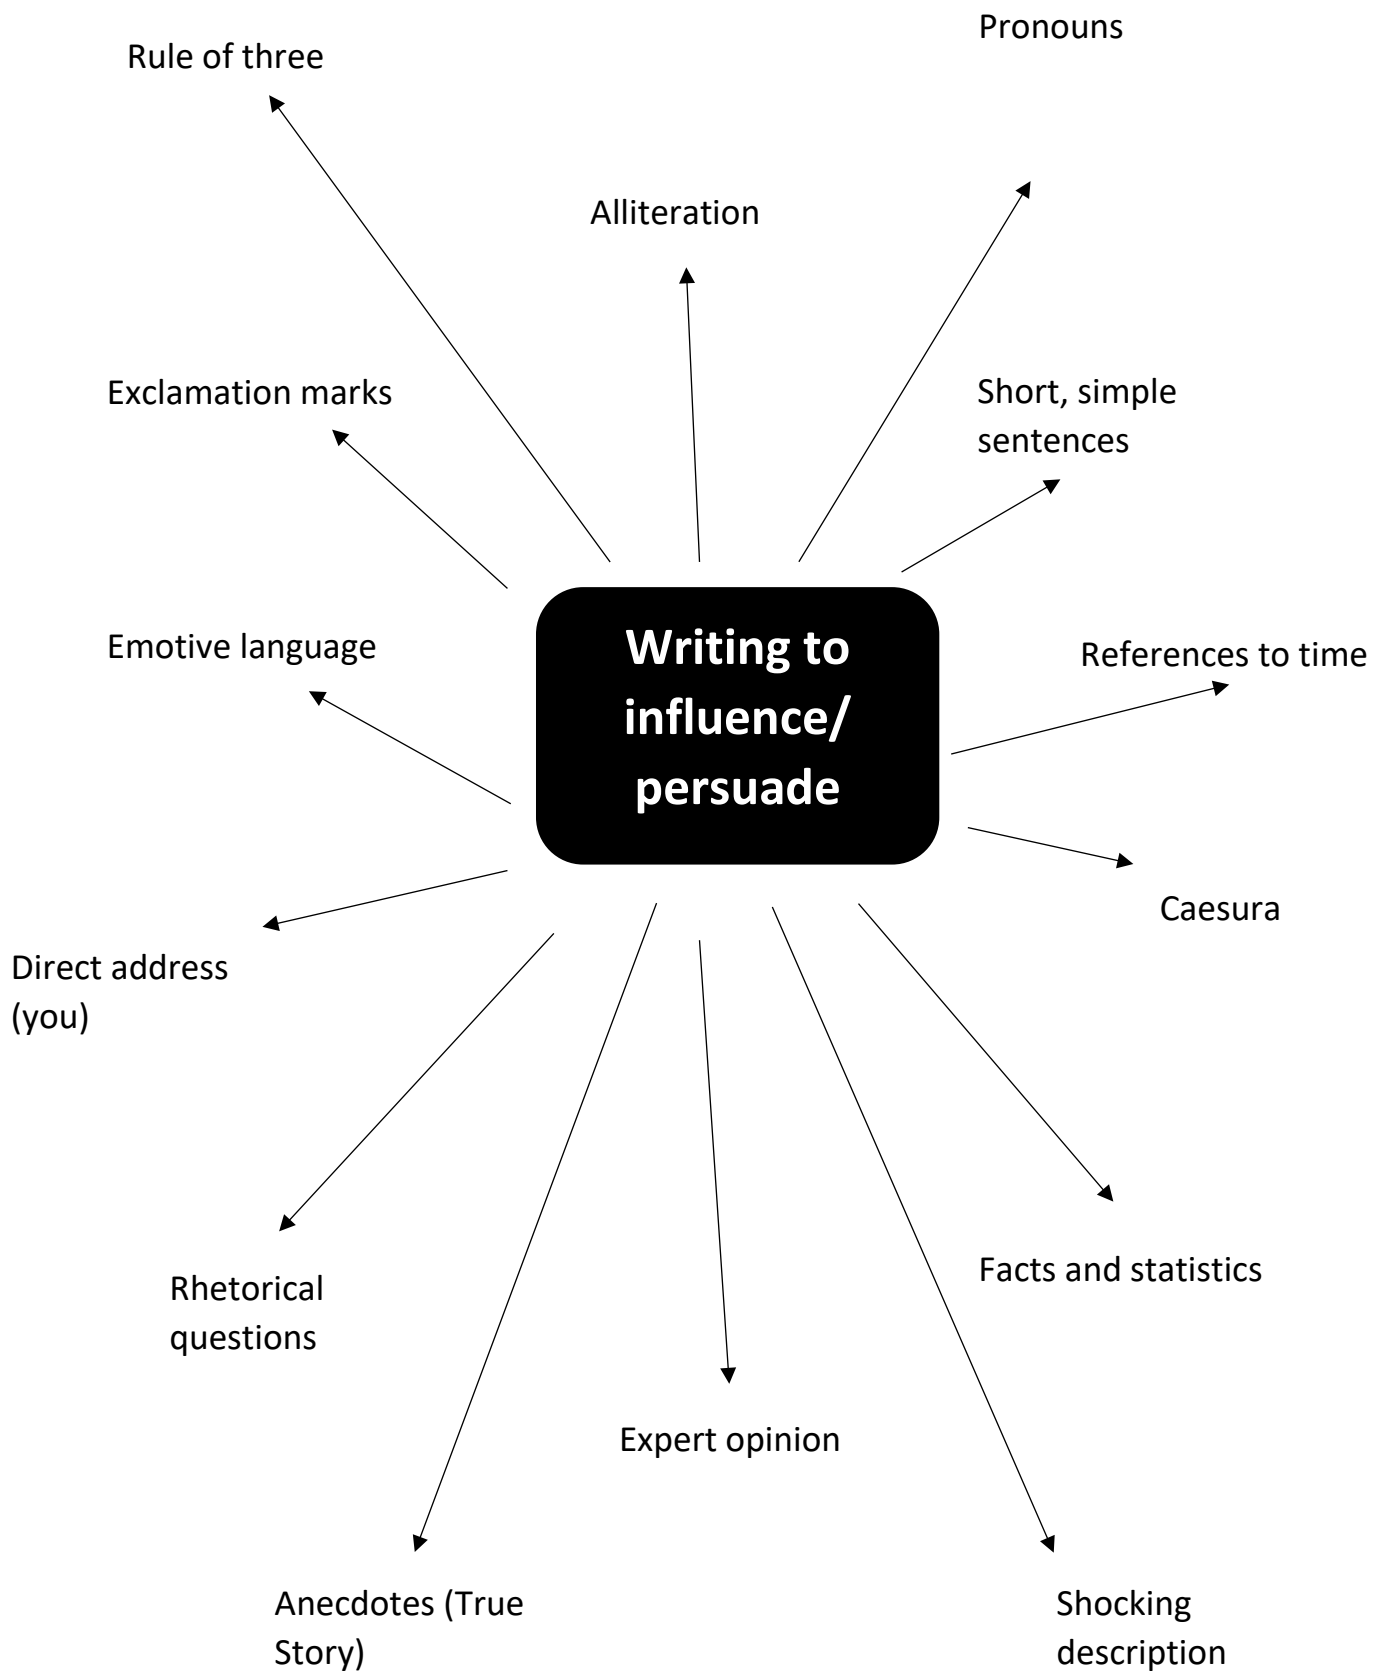 Pronouns
Rule of three
Alliteration
Exclamation marks
Short, simple
sentences
Emotive language
Writing to
influence/
persuade
References to time
Caesura
Direct address
(you)
Rhetorical
questions
Facts and statistics
Expert opinion
Anecdotes (True
Story)
Shocking
description